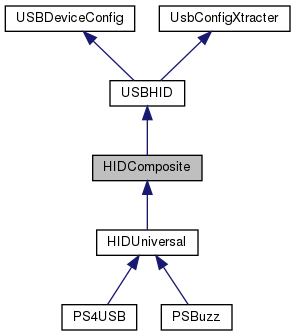 USBDeviceConfig
UsbConfigXtracter
USBHID
HIDComposite
HIDUniversal
PS4USB
PSBuzz